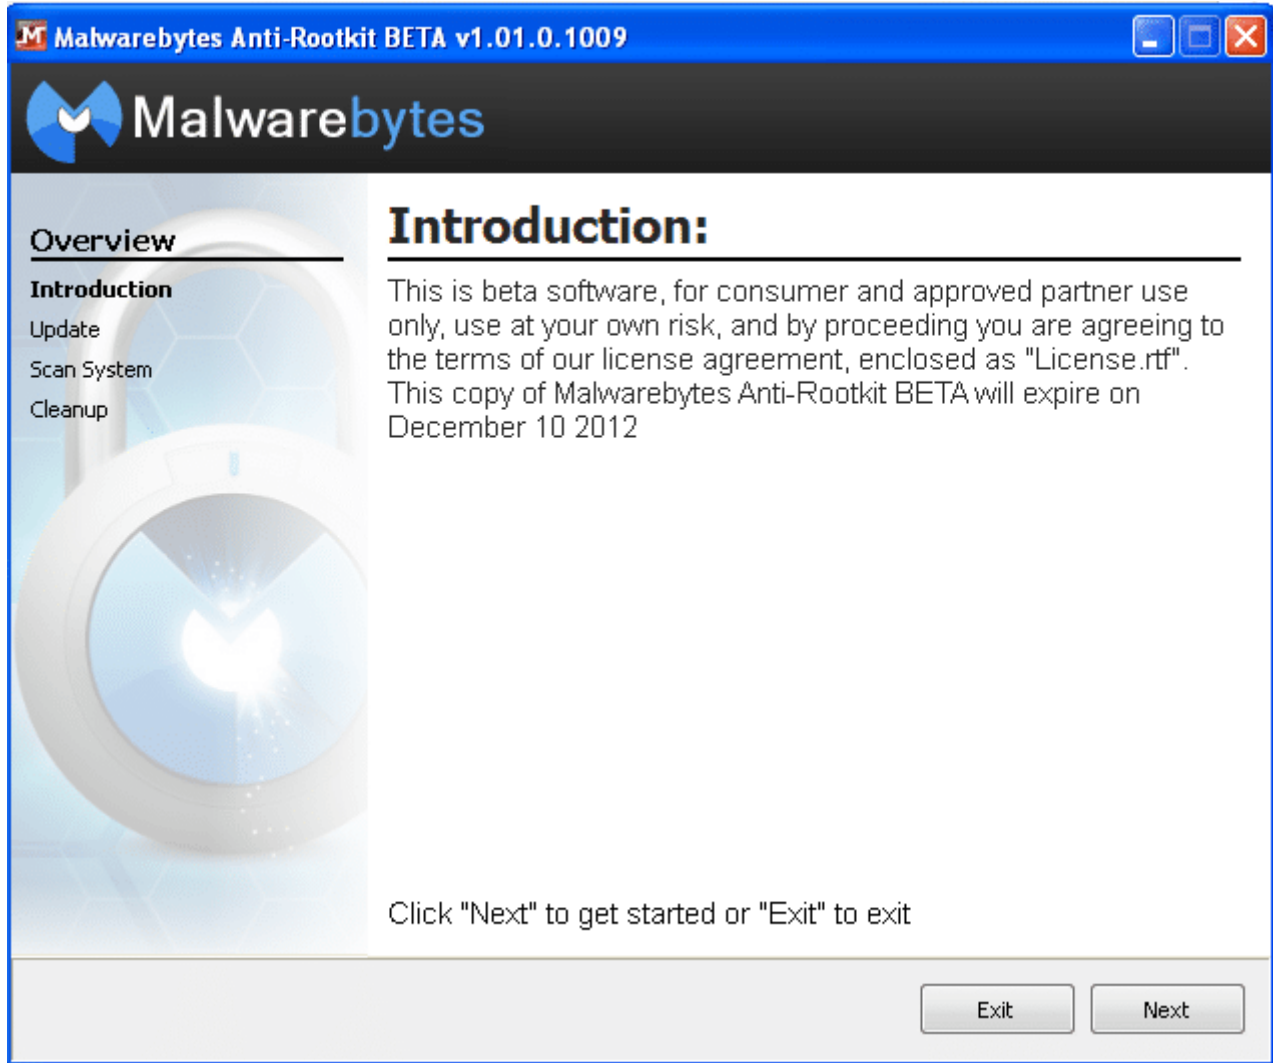 Malwarebytes Anti-Rootkit BETA v1.01.0.1009
Malwarebytes
Overview
Introduction
Update
Scan System
Cleanup
Introduction:
This is beta software, for consumer and approved partner use
only, use at your own risk, and by proceeding you are agreeing to
the terms of our license agreement, enclosed as "License.rtf".
This copy of Malwarebytes Anti-Rootkit BETA will expire on
December 10 2012
Click "Next" to get started or "Exit" to exit
Exit
Next